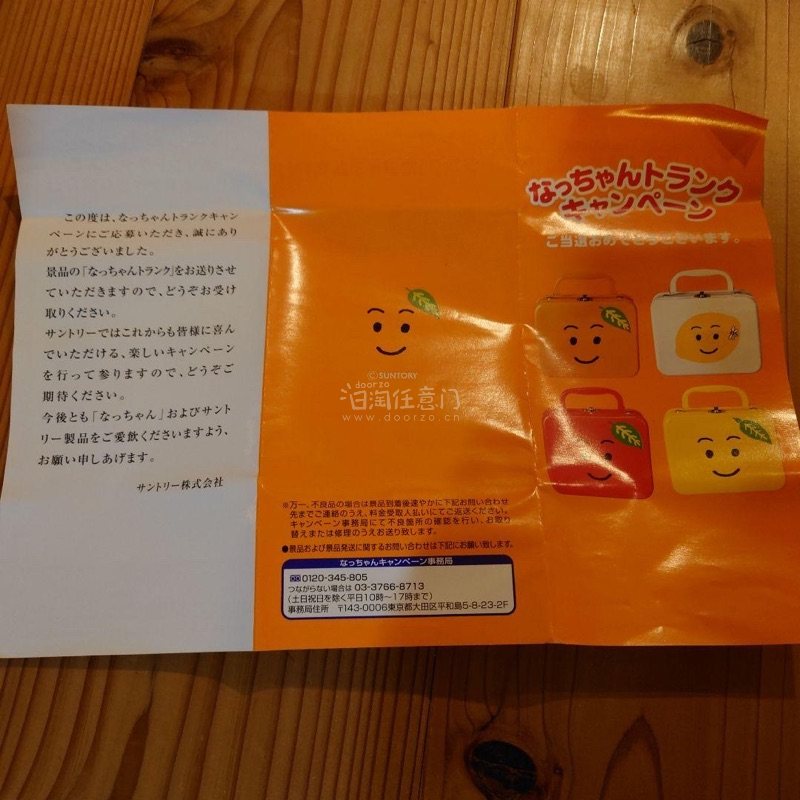 この度は、なっちゃんトランクキャン
ペーンにご応募いただき、誠にあり
がとうございました。
景品の「なっちゃんトランク」をお送りさせ
ていただきますので、どうぞお受け
取りください。
サントリーではこれからも皆様に喜ん
でいただける、楽しいキャンペーン
を行って参りますので、どうぞご
期待ください。
今後とも「なっちゃん」およびサント
リー製品をご愛飲くださいますよう、
お願い申しあげます。
サントリー株式会社
©SUNTORY
doorzo
旧淘任意门
www.doorzo.cn
※万一、不良品の場合は景品到着後速やかに下記お問い合わせ
先までご連絡のうえ、料金受取人払いにてご返送ください。
キャンペーン事務局にて不良箇所の確認を行い、お取り
替えまたは修理のうえお送り致します。
●景品および景品発送に関するお問い合わせは下記にお願い致します。
なっちゃんキャンペーン事務局
0120-345-805
つながらない場合は 03-3766-8713
(土日祝日を除く平日10時〜17時まで)
事務局住所 〒143-0006東京都大田区平和島5-8-23-2F
なっちゃんトランク
キャンペーン
ご当選おめでとうございます。